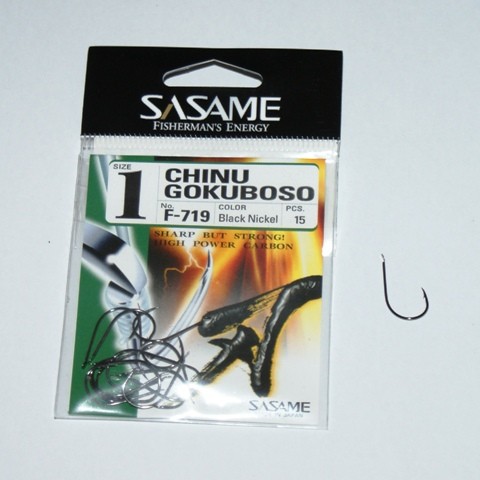 SASAME
FISHERMAN'S ENERGY
SIZE
1
CHINU
GOKUBOSO
No.
F-719
COLOR
Black Nickel
PCS.
15
SHARP BUT STRONG!
HIGH POWER CARBON
SASAME